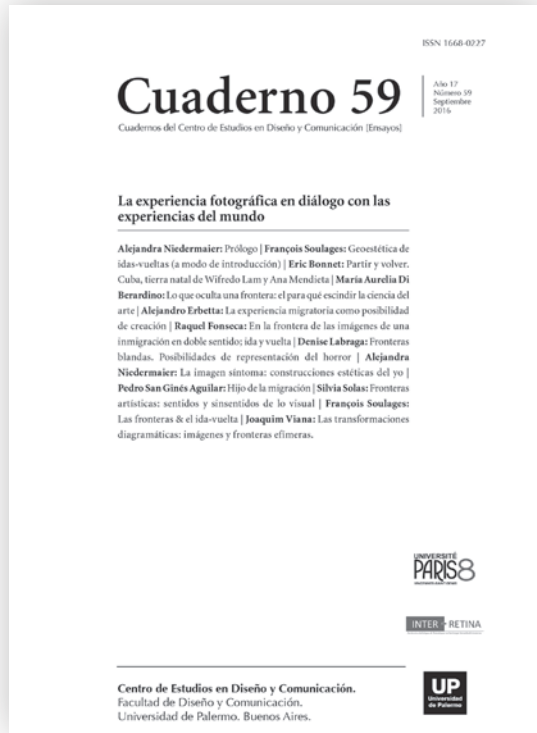 ISSN 1668-0227
Cuaderno 59
Cuadernos del Centro de Estudios en Diseño y Comunicación [Ensayos]
Año 17
Número 59
Septiembre
2016
La experiencia fotográfica en diálogo con las
experiencias del mundo
Alejandra Niedermaier: Prólogo | François Soulages: Geoestética de
idas-vueltas (a modo de introducción) | Eric Bonnet: Partir y volver.
Cuba, tierra natal de Wifredo Lam y Ana Mendieta | María Aurelia Di
Berardino: Lo que oculta una frontera: el para qué escindir la ciencia del
arte | Alejandro Erbetta: La experiencia migratoria como posibilidad
de creación | Raquel Fonseca: En la frontera de las imágenes de una
inmigración en doble sentido; ida y vuelta | Denise Labraga: Fronteras
blandas. Posibilidades de representación del horror | Alejandra
Niedermaier: La imagen síntoma: construcciones estéticas del yo |
Pedro San Ginés Aguilar: Hijo de la migración | Silvia Solas: Fronteras
artísticas: sentidos y sinsentidos de lo visual | François Soulages:
Las fronteras & el ida-vuelta | Joaquim Viana: Las transformaciones
diagramáticas: imágenes y fronteras efímeras.
UNIVERSITÉ
PARIS8
INTER RETINA
Centro de Estudios en Diseño y Comunicación.
Facultad de Diseño y Comunicación.
Universidad de Palermo. Buenos Aires.
UP
Universidad
de Palermo